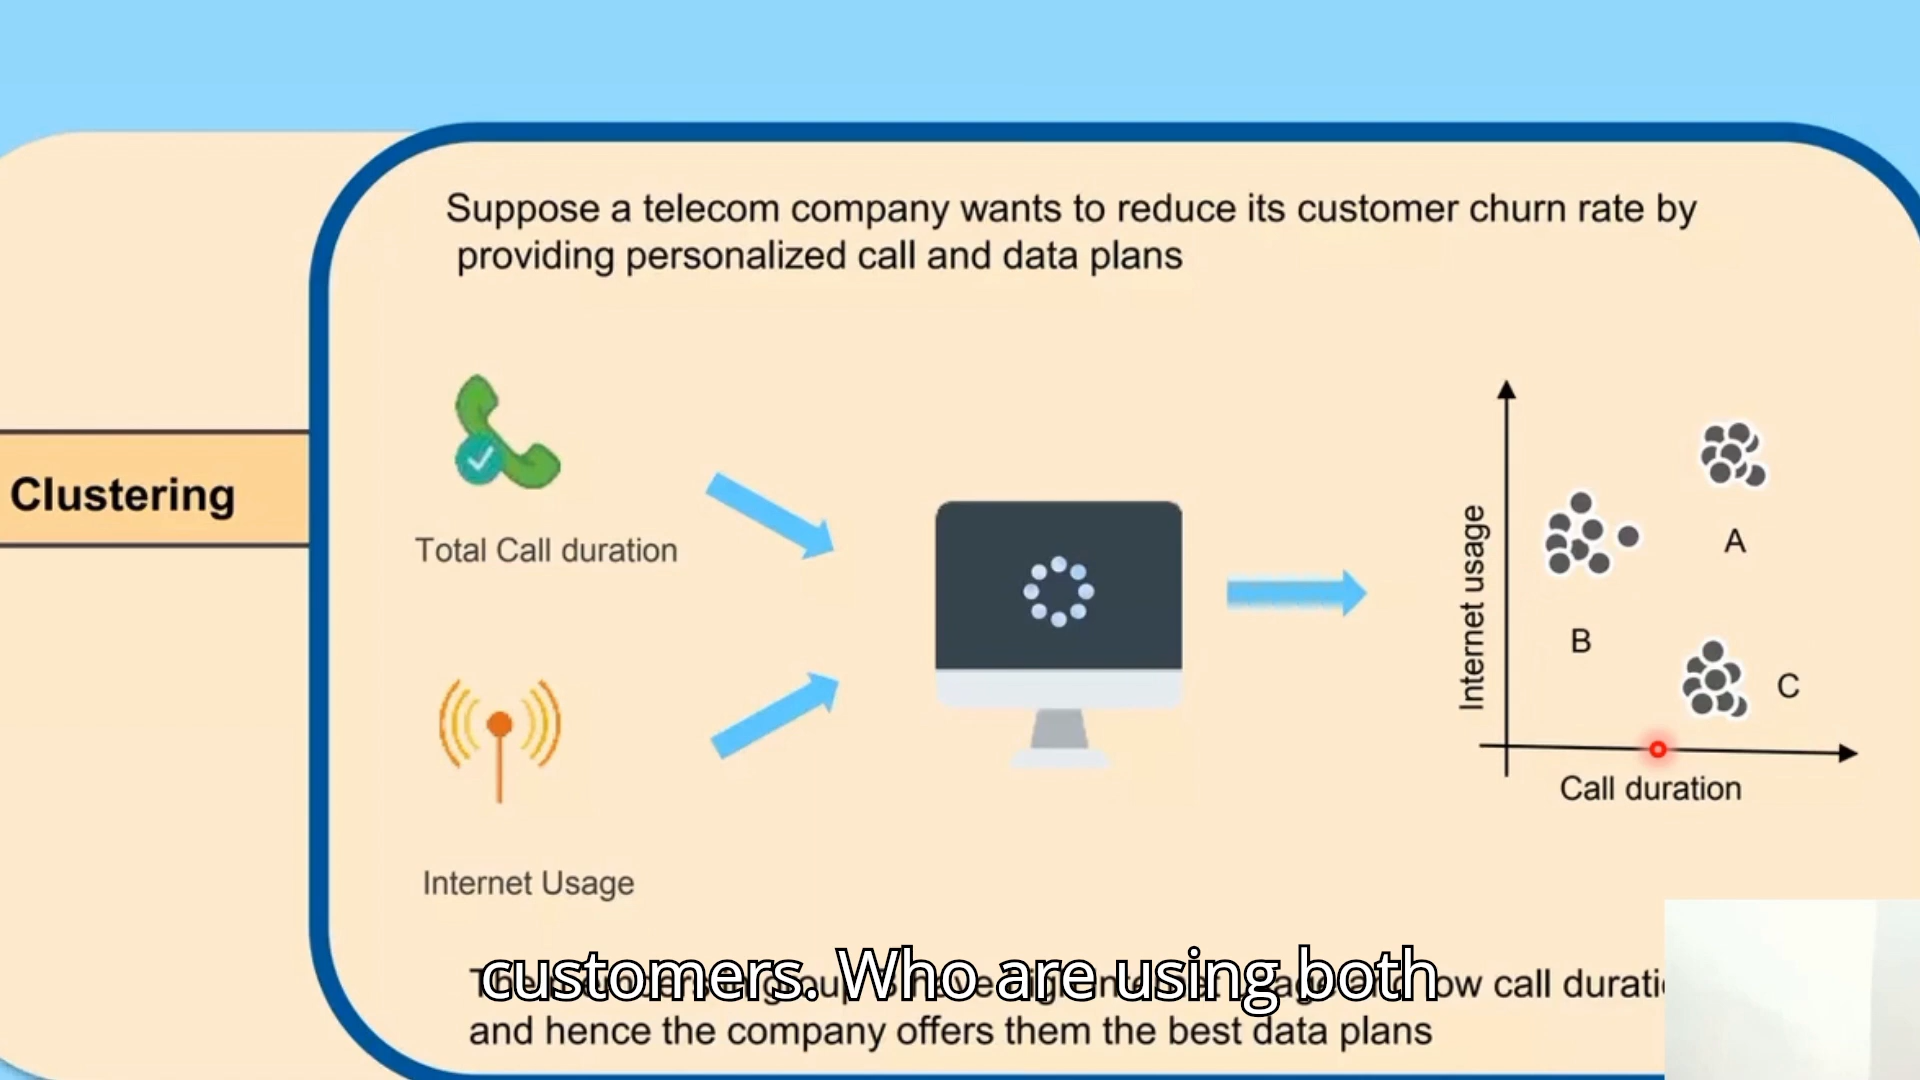 Suppose a telecom company wants to reduce its customer churn rate by
providing personalized call and data plans
Clustering
Total Call duration
Internet Usage
Internet usage
A
B
C
Call duration
customers. Who are using both
low call
and hence the company offers them the best data plans